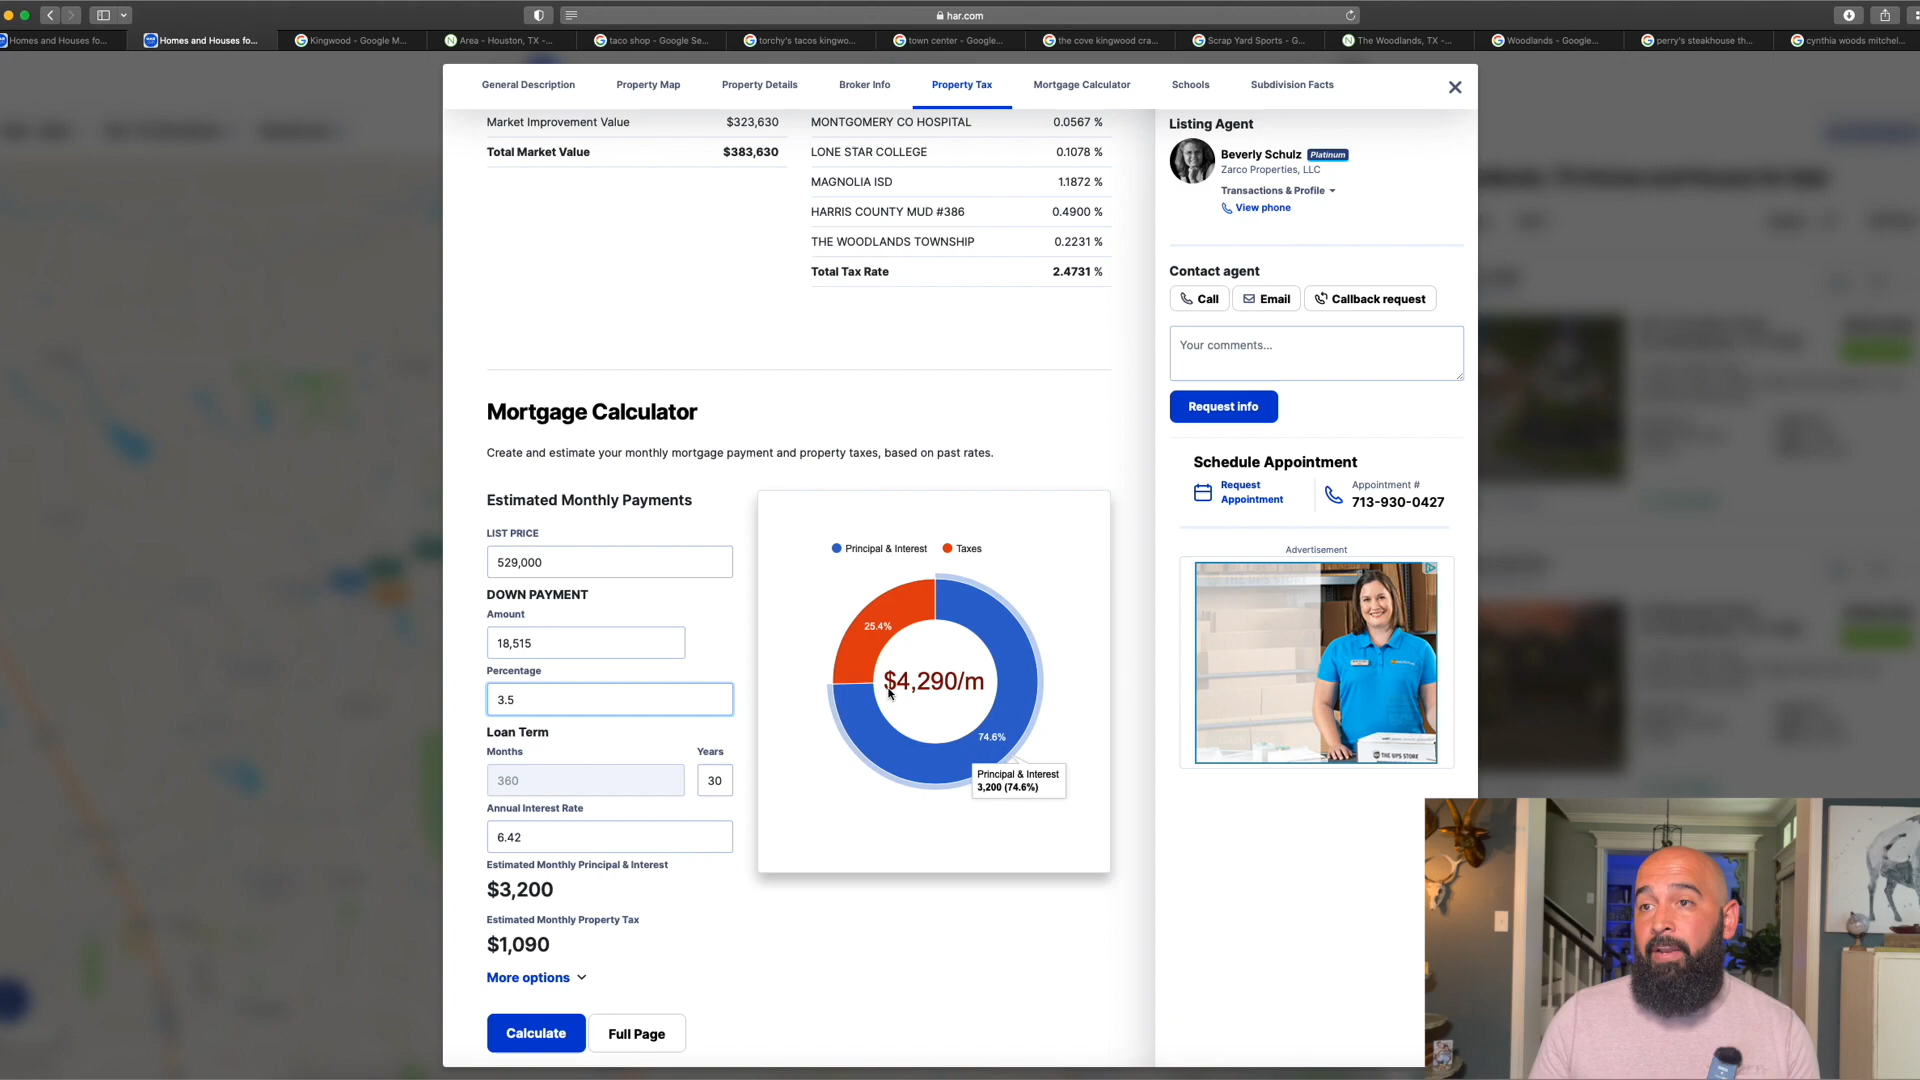 har.com
Homes and Houses fo...
Homes and Houses fo...
Kingwood - Google M...
Area - Houston, TX -...
taco shop - Google Se...
torchy's tacos kingwo...
town center - Google...
the cove kingwood cra...
Scrap Yard Sports - G...
The Woodlands, TX -...
Woodlands - Google...
perry's steakhouse th...
cynthia woods mitchel...
General Description
Property Map
Property Details
Broker Info
Property Tax
Mortgage Calculator
Schools
Subdivision Facts
Market Improvement Value $323,630
Total Market Value $383,630
MONTGOMERY CO HOSPITAL 0.0567 %
LONE STAR COLLEGE 0.1078 %
MAGNOLIA ISD 1.1872 %
HARRIS COUNTY MUD #386 0.4900 %
THE WOODLANDS TOWNSHIP 0.2231 %
Total Tax Rate 2.4731 %
Mortgage Calculator
Create and estimate your monthly mortgage payment and property taxes, based on past rates.
Estimated Monthly Payments
LIST PRICE
529,000
DOWN PAYMENT
Amount
18,515
Percentage
3.5
Loan Term
Months Years
360 30
Annual Interest Rate
6.42
Estimated Monthly Principal & Interest
$3,200
Estimated Monthly Property Tax
$1,090
More options
Calculate Full Page
Principal & Interest Taxes
25.4%
$4,290/m
74.6%
Principal & Interest
3,200 (74.6%)
Listing Agent
Beverly Schulz Platinum
Zarco Properties, LLC
Transactions & Profile
View phone
Contact agent
Call Email Callback request
Your comments...
Request info
Schedule Appointment
Request
Appointment
Appointment #
713-930-0427
Advertisement
THE UPS STORE